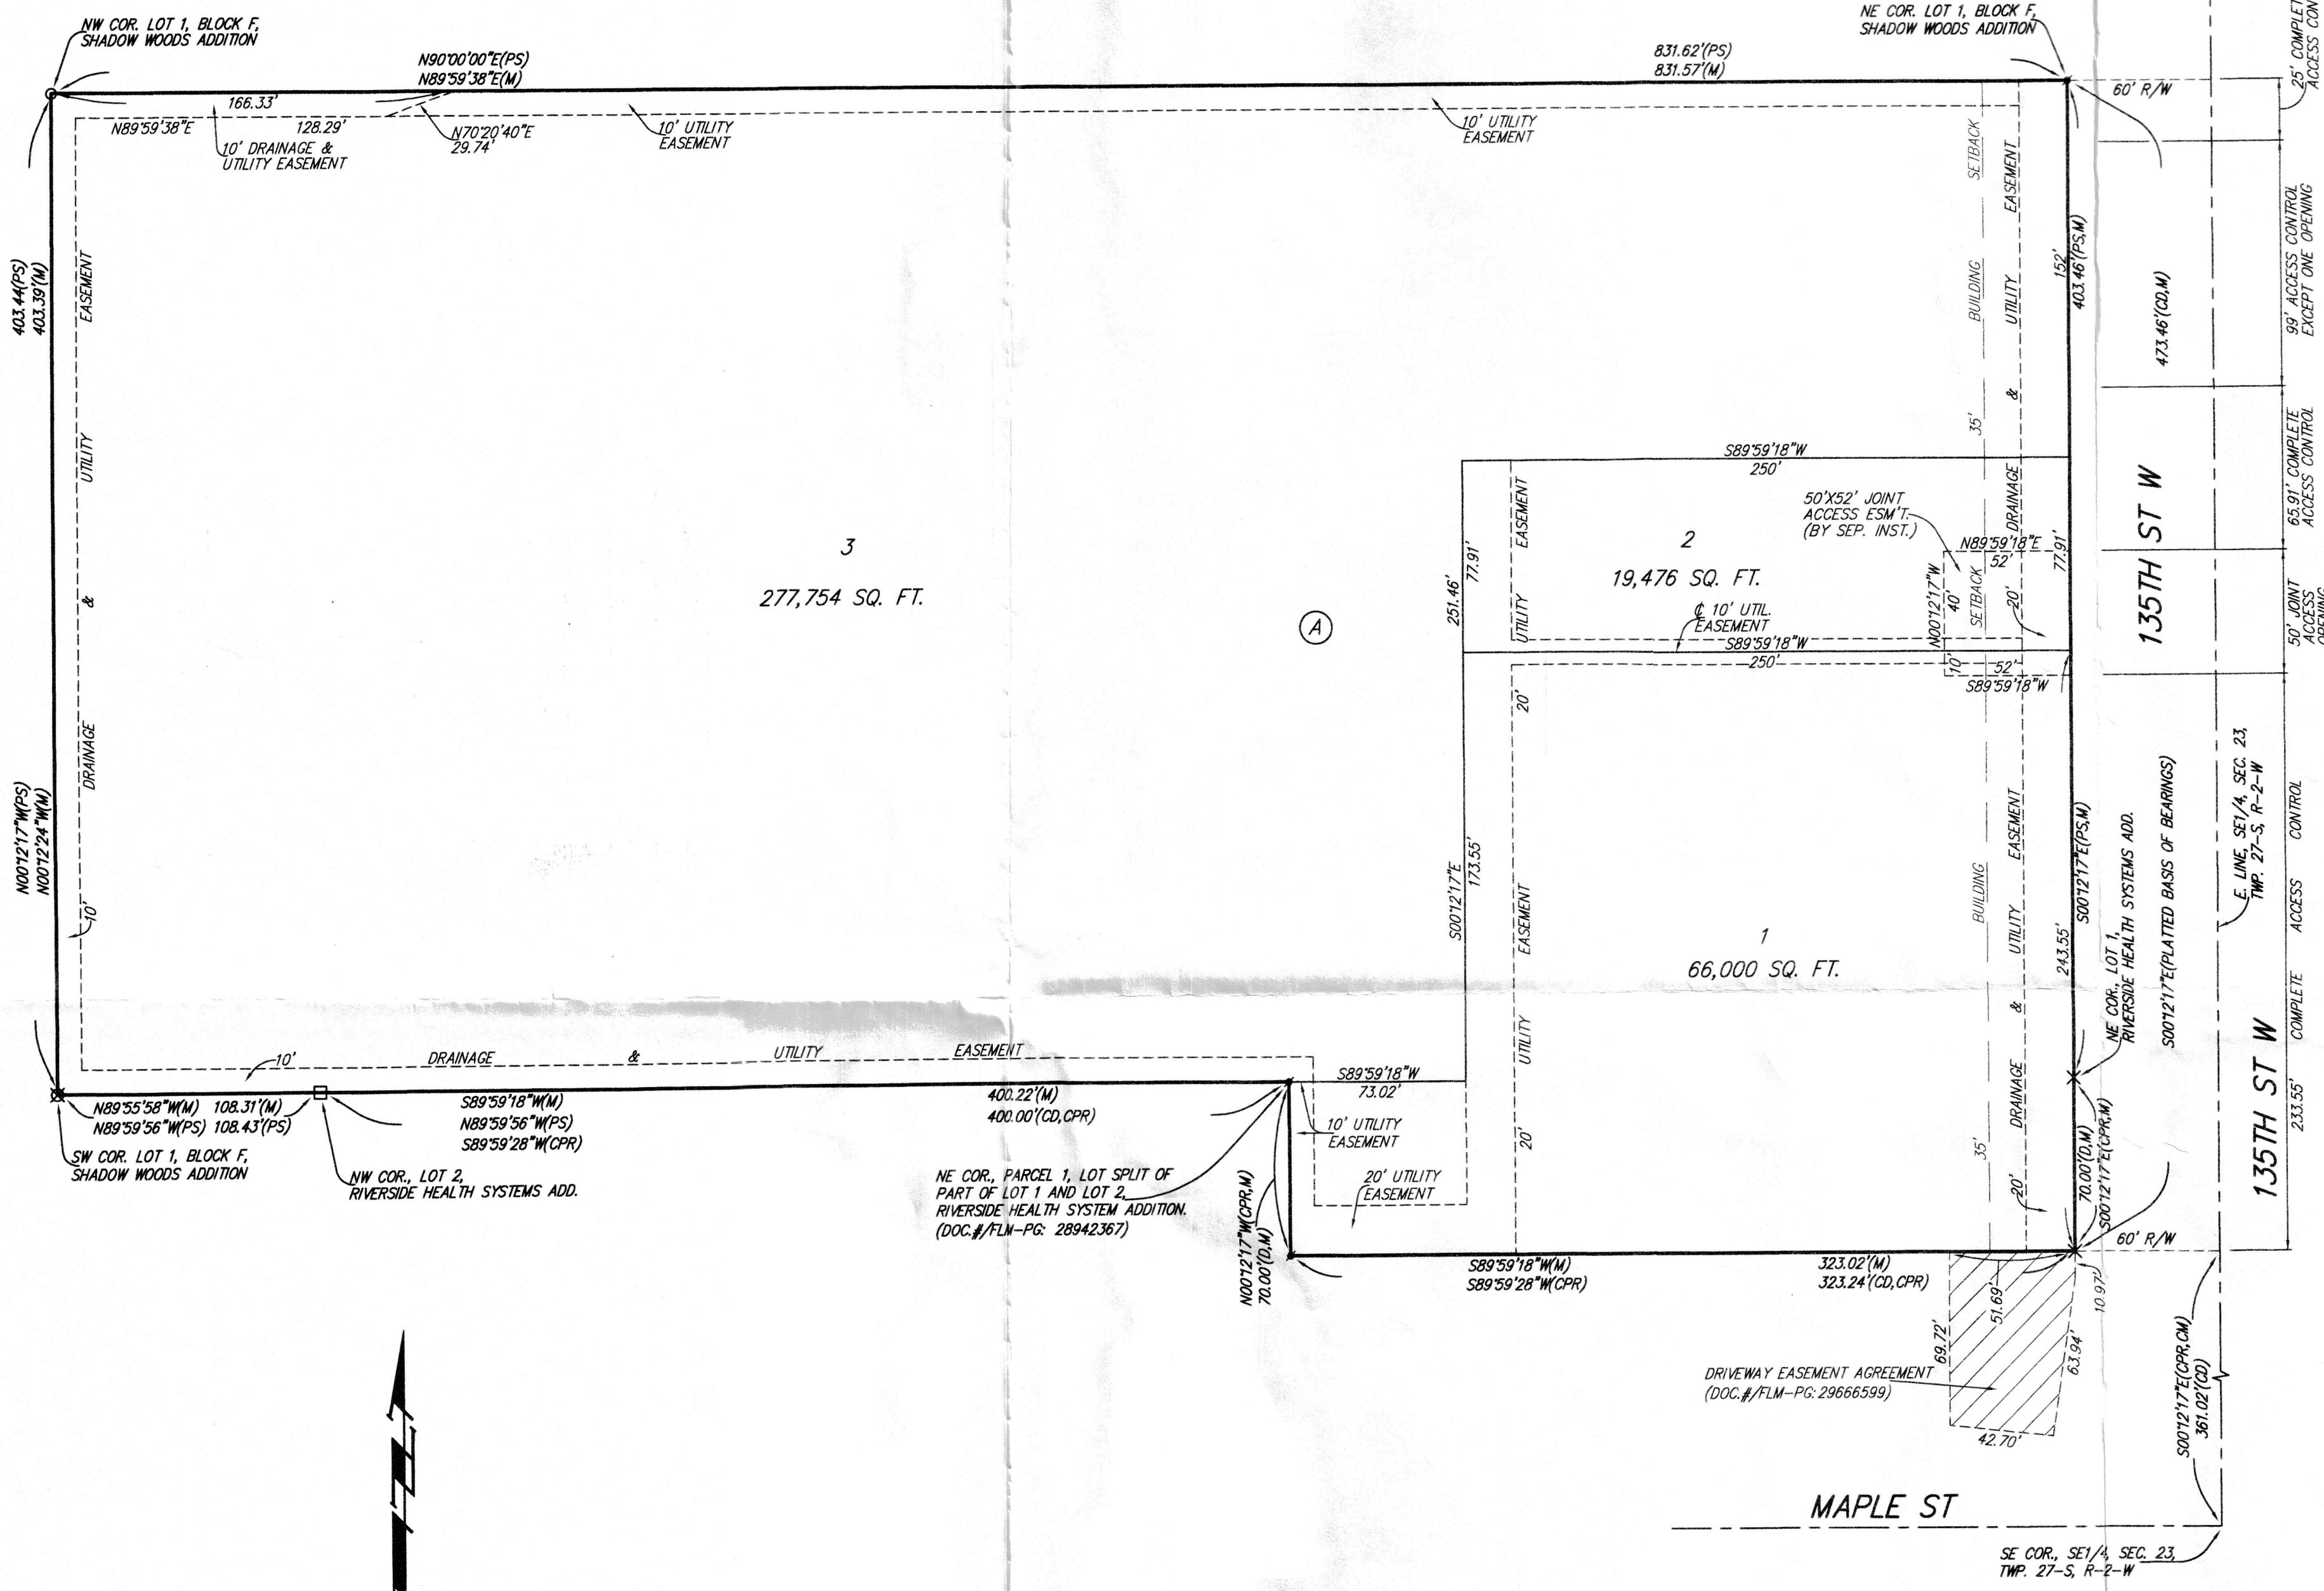 NW COR. LOT 1, BLOCK F,
SHADOW WOODS ADDITION
N90°00'00"E(PS)
N89°59'38"E(M)
831.62'(PS)
831.57'(M)
NE COR. LOT 1, BLOCK F,
SHADOW WOODS ADDITION
60' R/W
25' COMPLETE
166.33'
N89°59'38"E
128.29'
10' DRAINAGE &
UTILITY EASEMENT
N70°20'40"E
29.74'
10' UTILITY
EASEMENT
10' UTILITY
EASEMENT
403.44'(PS)
403.39'(M)
N00°12'17"W(PS)
N00°12'24"W(M)
10'
DRAINAGE & UTILITY EASEMENT
3
277,754 SQ. FT.
A
35' BUILDING SETBACK
DRAINAGE & UTILITY EASEMENT
152'
403.46'(PS,M)
473.46'(CD,M)
99' ACCESS CONTROL
EXCEPT ONE OPENING
65.91' COMPLETE
ACCESS CONTROL
50' JOINT
ACCESS
OPENING
135TH ST W
S89°59'18"W
250'
251.46'
77.91'
UTILITY EASEMENT
2
19,476 SQ. FT.
50'X52' JOINT
ACCESS ESM'T.
(BY SEP. INST.)
N89°59'18"E
52'
77.91'
N00°12'17"W
40'
SETBACK
20'
℄ 10' UTIL.
EASEMENT
S89°59'18"W
250'
10'
52'
S89°59'18"W
20'
S00°12'17"E
173.55'
20' UTILITY EASEMENT
1
66,000 SQ. FT.
35' BUILDING
20' DRAINAGE & UTILITY EASEMENT
243.55'
S00°12'17"E(PS,M)
NE COR., LOT 1,
RIVERSIDE HEALTH SYSTEMS ADD.
S00°12'17"E(PLATTED BASIS OF BEARINGS)
E. LINE, SE1/4, SEC. 23,
TWP. 27-S, R-2-W
233.55' COMPLETE ACCESS CONTROL
135TH ST W
10' DRAINAGE & UTILITY EASEMENT
N89°55'58"W(M) 108.31'(M)
N89°59'56"W(PS) 108.43'(PS)
SW COR. LOT 1, BLOCK F,
SHADOW WOODS ADDITION
NW COR., LOT 2,
RIVERSIDE HEALTH SYSTEMS ADD.
S89°59'18"W(M)
N89°59'56"W(PS)
S89°59'28"W(CPR)
400.22'(M)
400.00'(CD,CPR)
S89°59'18"W
73.02'
10' UTILITY
EASEMENT
20' UTILITY
EASEMENT
NE COR., PARCEL 1, LOT SPLIT OF
PART OF LOT 1 AND LOT 2,
RIVERSIDE HEALTH SYSTEM ADDITION.
(DOC.#/FLM-PG: 28942367)
N00°12'17"W(CPR,M)
70.00'(D,M)
70.00'(D,M)
S00°12'17"E(CPR,M)
60' R/W
S89°59'18"W(M)
S89°59'28"W(CPR)
323.02'(M)
323.24'(CD,CPR)
51.69'
10.97'
69.72'
63.94'
42.70'
DRIVEWAY EASEMENT AGREEMENT
(DOC.#/FLM-PG: 29666599)
S00°12'17"E(CPR,CM)
361.02'(CD)
MAPLE ST
SE COR., SE1/4, SEC. 23,
TWP. 27-S, R-2-W